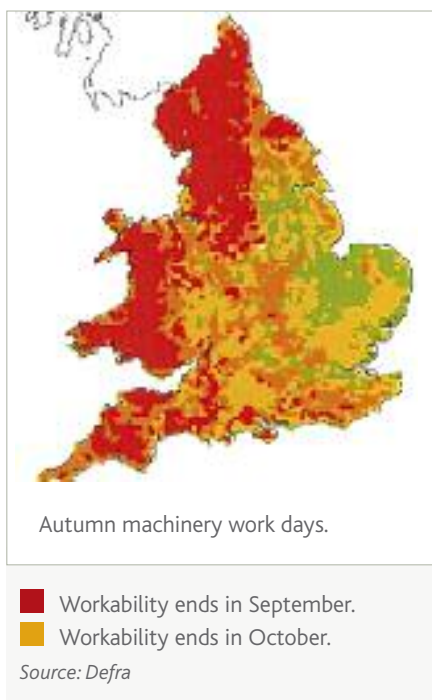 Autumn machinery work days.
Workability ends in September.
Workability ends in October.
Source: Defra